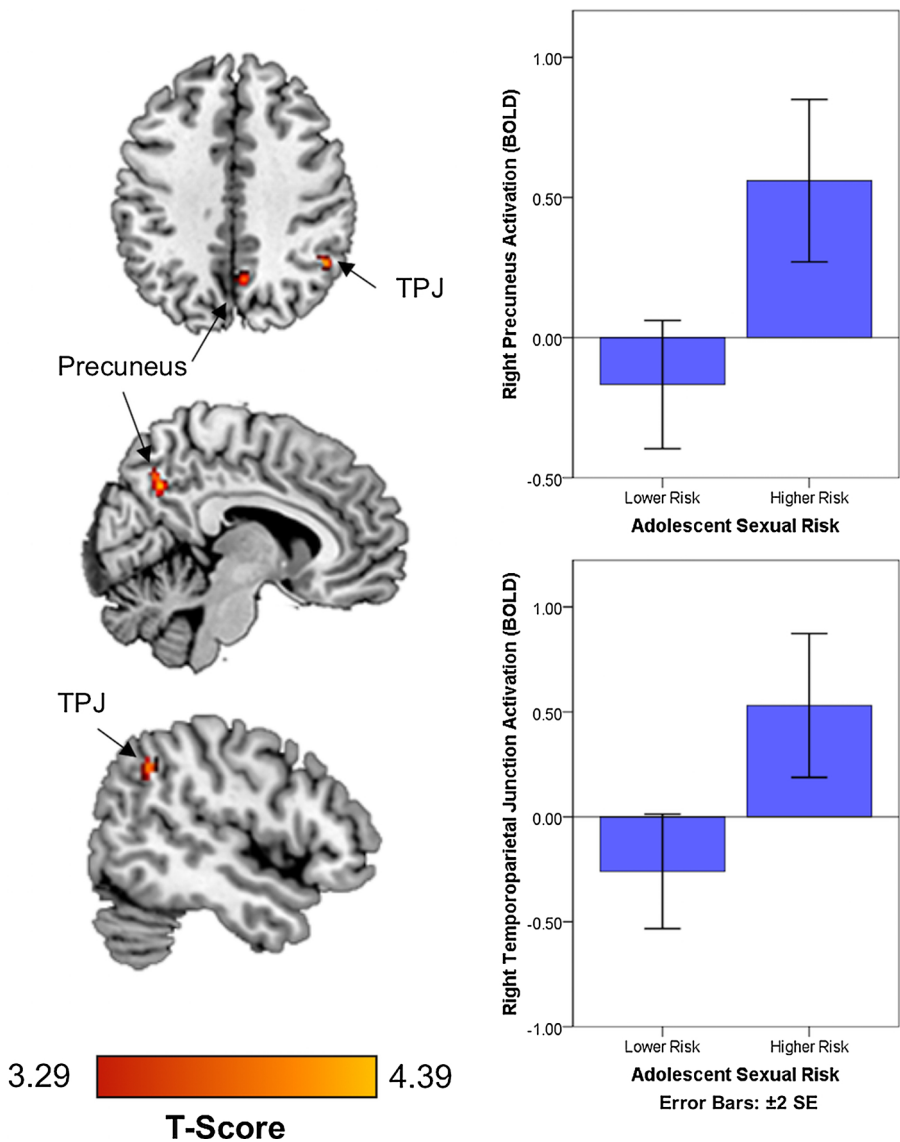 TPJ
Precuneus
TPJ
3.29
4.39
T-Score
Right Precuneus Activation (BOLD)
1.00
0.50
0.00
-0.50
Lower Risk
Higher Risk
Adolescent Sexual Risk
Right Temporoparietal Junction Activation (BOLD)
1.00
0.50
0.00
-0.50
-1.00
Lower Risk
Higher Risk
Adolescent Sexual Risk
Error Bars: ±2 SE